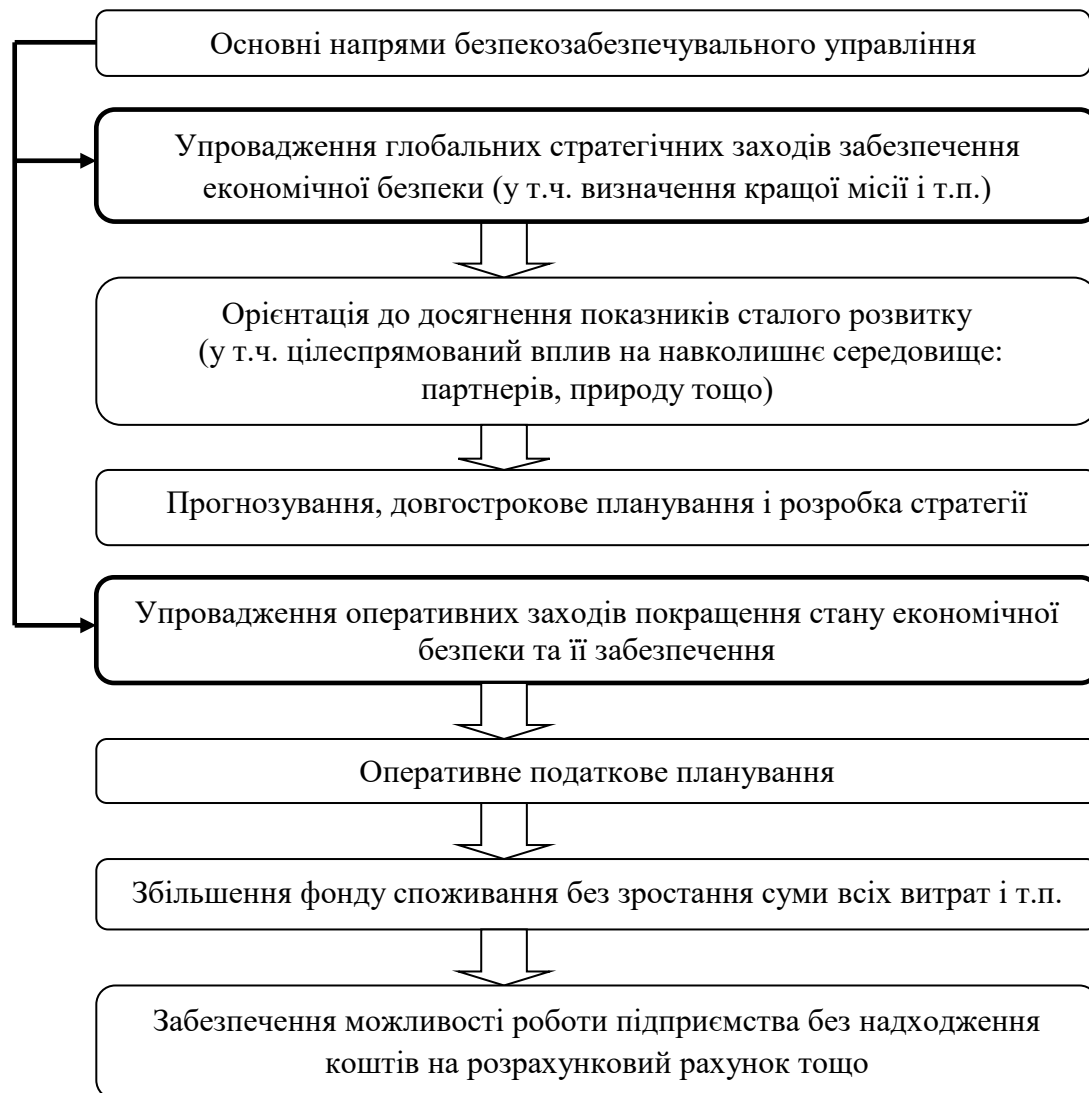 Основні напрями безпекозабезпечувального управління
Упровадження глобальних стратегічних заходів забезпечення
економічної безпеки (у т.ч. визначення кращої місії і т.п.)
Орієнтація до досягнення показників сталого розвитку
(у т.ч. цілеспрямований вплив на навколишнє середовище:
партнерів, природу тощо)
Прогнозування, довгострокове планування і розробка стратегії
Упровадження оперативних заходів покращення стану економічної
безпеки та її забезпечення
Оперативне податкове планування
Збільшення фонду споживання без зростання суми всіх витрат і т.п.
Забезпечення можливості роботи підприємства без надходження
коштів на розрахунковий рахунок тощо